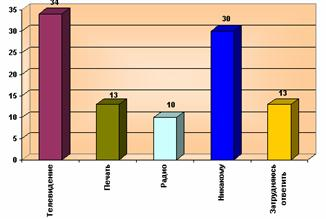 35
30
25
20
15
10
5
0
34
13
10
30
13
Телевидение
Печать
Радио
Никакому
Затрудняюсь
ответить